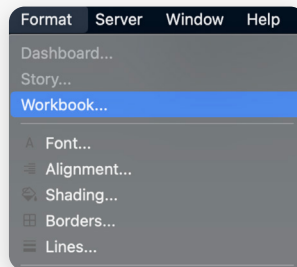 Format Server Window Help
Dashboard...
Story...
Workbook...
Font...
Alignment...
Shading...
Borders...
Lines...